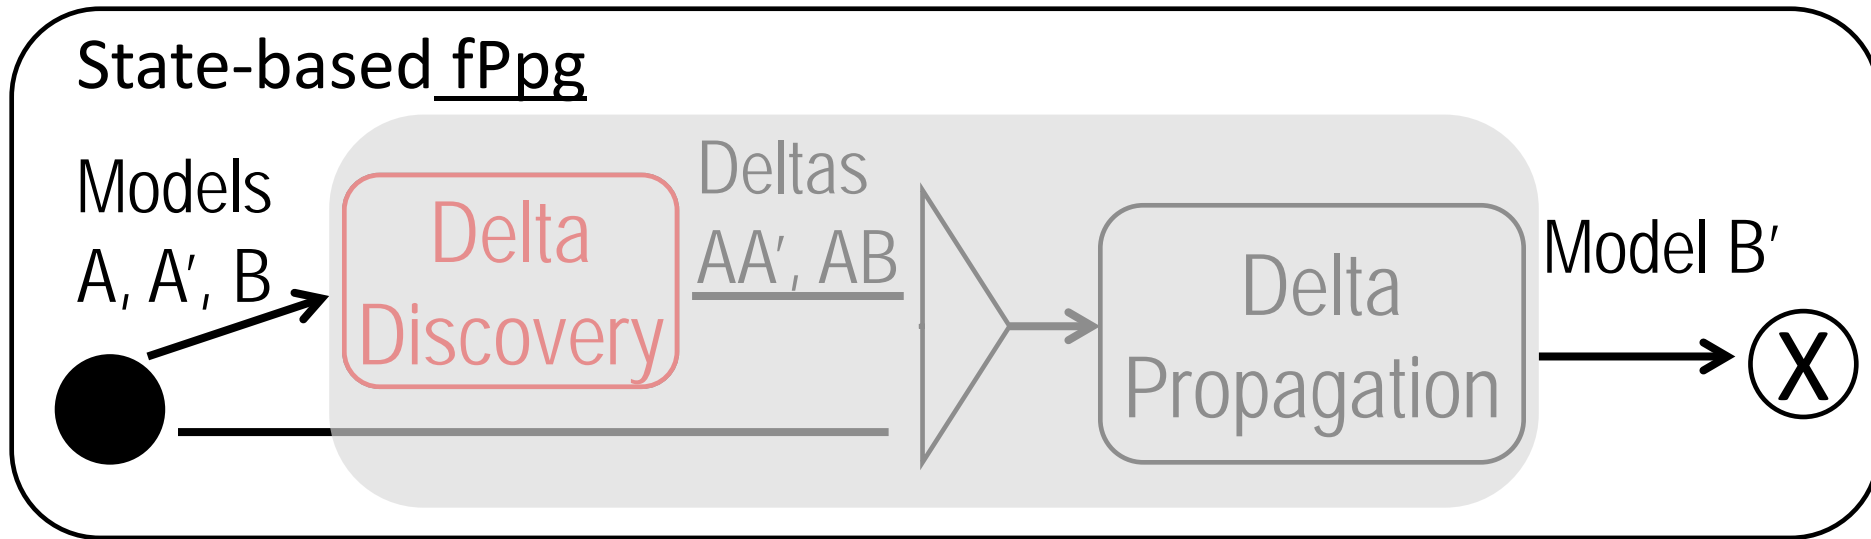 State-based fPpg
Models
A, A′, B
Delta
Discovery
Deltas
AA′, AB
Delta
Propagation
Model B′
X